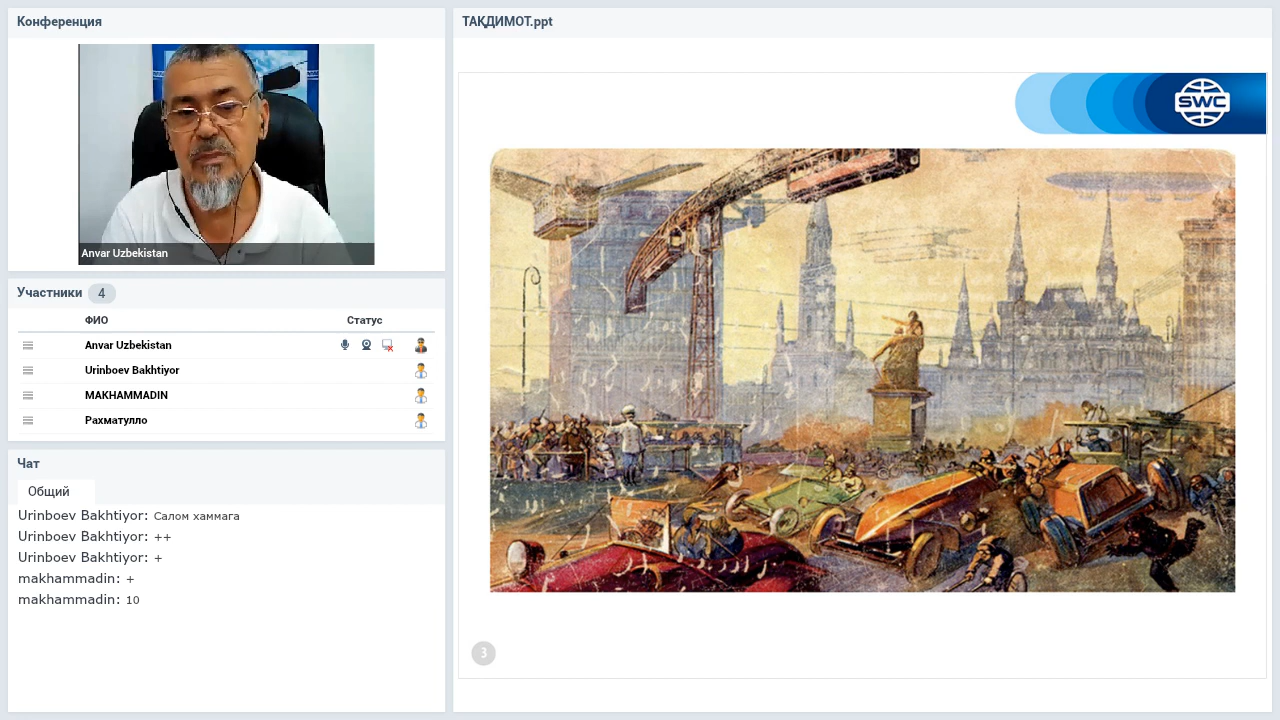 Конференция
Anvar Uzbekistan
Участники 4
ФИО Статус
Anvar Uzbekistan
Urinboev Bakhtiyor
MAKHAMMADIN
Рахматулло
Чат
Общий
Urinboev Bakhtiyor: Салом хаммага
Urinboev Bakhtiyor: ++
Urinboev Bakhtiyor: +
makhammadin: +
makhammadin: 10
ТАҚДИМОТ.ppt
SWC
3